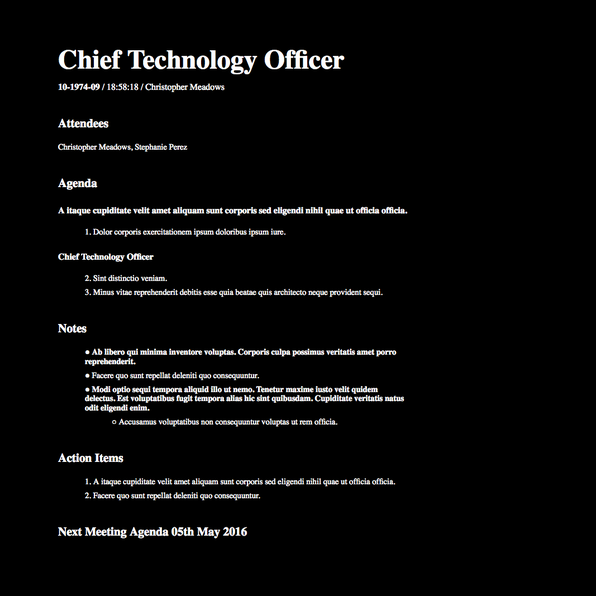 Chief Technology Officer
10-1974-09 / 18:58:18 / Christopher Meadows
Attendees
Christopher Meadows, Stephanie Perez
Agenda
A itaque cupiditate velit amet aliquam sunt corporis sed eligendi nihil quae ut officia officia.
1. Dolor corporis exercitationem ipsum doloribus ipsum iure.
Chief Technology Officer
2. Sint distinctio veniam.
3. Minus vitae reprehenderit debitis esse quia beatae quis architecto neque provident sequi.
Notes
● Ab libero qui minima inventore voluptas. Corporis culpa possimus veritatis amet porro
reprehenderit.
● Facere quo sunt repellat deleniti quo consequuntur.
● Modi optio sequi tempora aliquid illo ut nemo. Tenetur maxime iusto velit quidem
delectus. Est voluptatibus fugit tempora alias hic sint quibusdam. Cupiditate veritatis natus
odit eligendi enim.
○ Accusamus voluptatibus non consequuntur voluptas ut rem officia.
Action Items
1. A itaque cupiditate velit amet aliquam sunt corporis sed eligendi nihil quae ut officia officia.
2. Facere quo sunt repellat deleniti quo consequuntur.
Next Meeting Agenda 05th May 2016